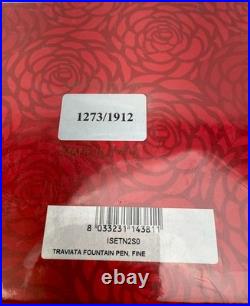 1273/1912
8 033231 143811
ISETN2S0
TRAVIATA FOUNTAIN PEN, FINE